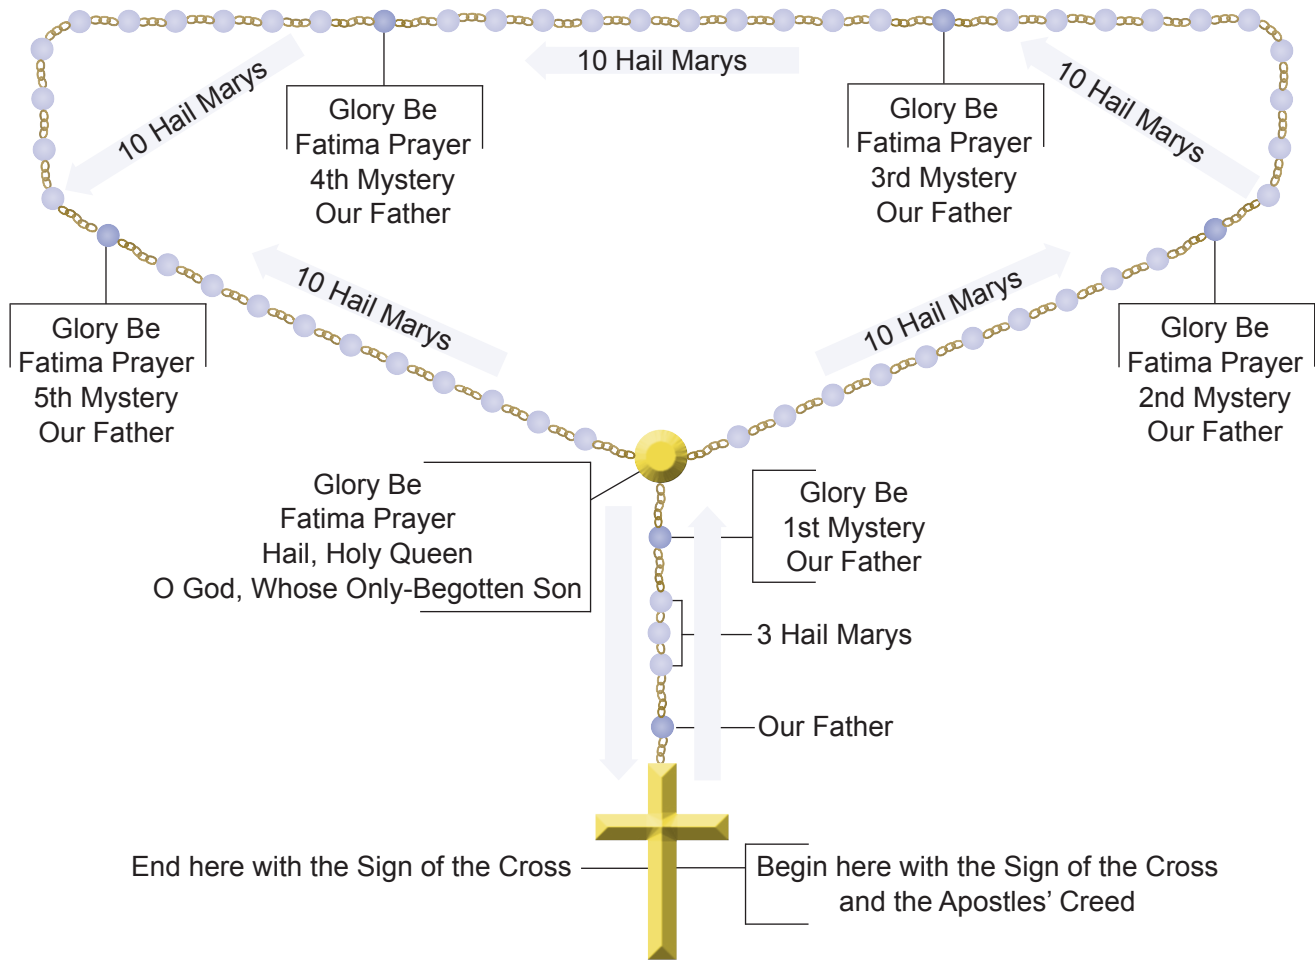 10 Hail Marys
10 Hail Marys
10 Hail Marys
Glory Be
Fatima Prayer
4th Mystery
Our Father
Glory Be
Fatima Prayer
3rd Mystery
Our Father
10 Hail Marys
10 Hail Marys
Glory Be
Fatima Prayer
5th Mystery
Our Father
Glory Be
Fatima Prayer
2nd Mystery
Our Father
Glory Be
Fatima Prayer
Hail, Holy Queen
O God, Whose Only-Begotten Son
Glory Be
1st Mystery
Our Father
3 Hail Marys
Our Father
End here with the Sign of the Cross
Begin here with the Sign of the Cross
and the Apostles’ Creed